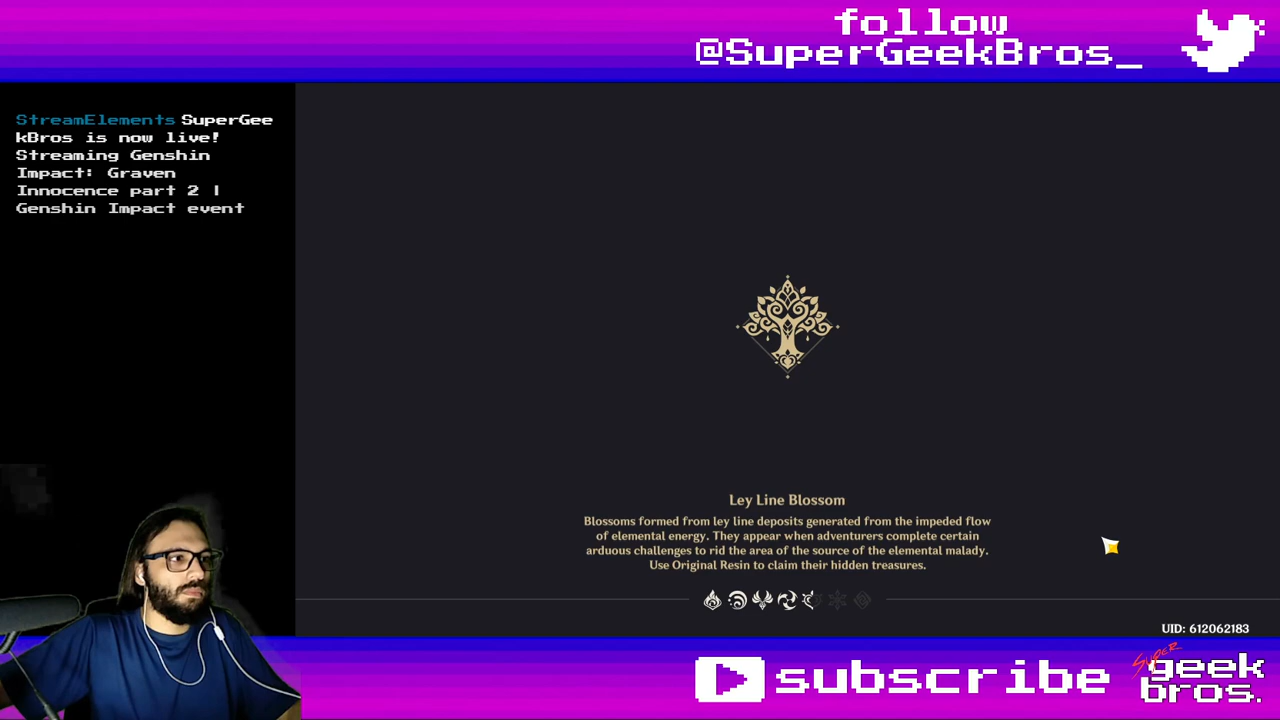 follow
@SuperGeekBros_
StreamElements SuperGee
kBros is now live!
Streaming Genshin
Impact: Graven
Innocence part 2 |
Genshin Impact event
Ley Line Blossom
Blossoms formed from ley line deposits generated from the impeded flow
of elemental energy. They appear when adventurers complete certain
arduous challenges to rid the area of the source of the elemental malady.
Use Original Resin to claim their hidden treasures.
UID: 612062183
subscribe
SUPER
geek
bros.